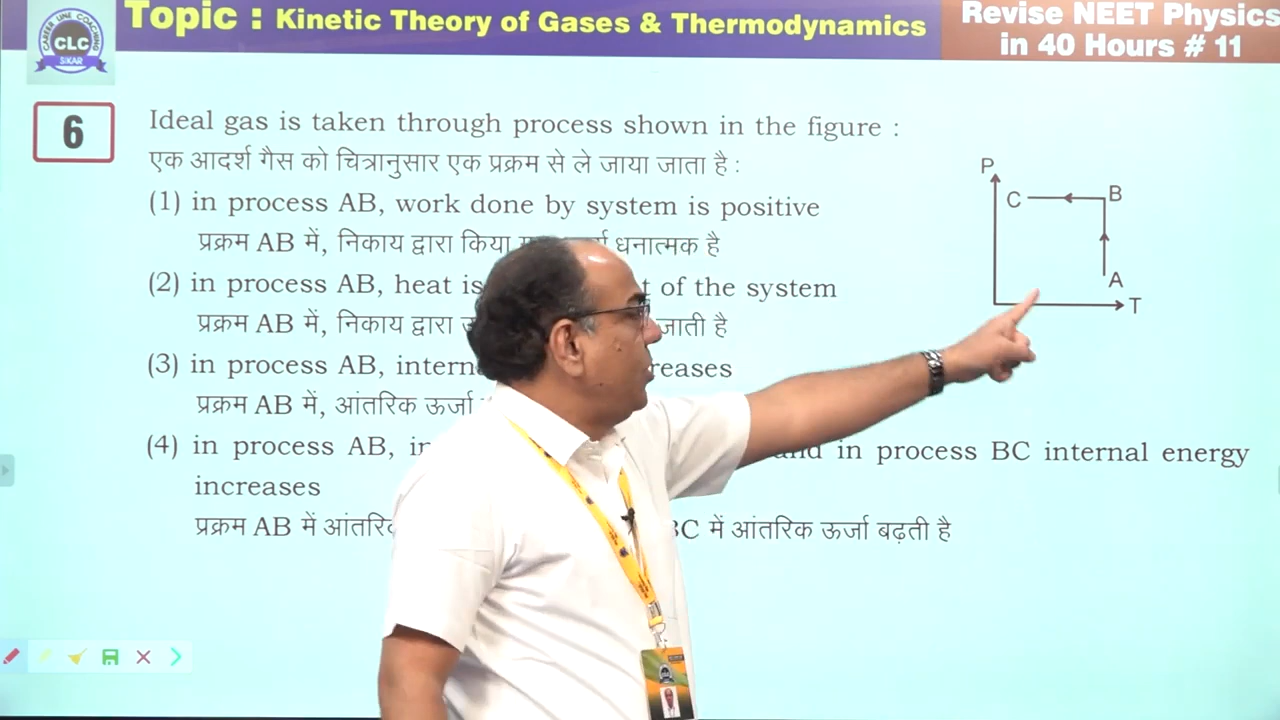 Topic : Kinetic Theory of Gases & Thermodynamics
Revise NEET Physics
in 40 Hours # 11
CAREER LINE COACHING
CLC
SIKAR
6
Ideal gas is taken through process shown in the figure :
एक आदर्श गैस को चित्रानुसार एक प्रक्रम से ले जाया जाता है :
(1) in process AB, work done by system is positive
प्रक्रम AB में, निकाय द्वारा किया धनात्मक है
(2) in process AB, heat is of the system
प्रक्रम AB में, निकाय द्वारा जाती है
(3) in process AB, intern reases
प्रक्रम AB में, आंतरिक ऊर्जा
(4) in process AB, in and in process BC internal energy
increases
प्रक्रम AB में आंतरिक BC में आंतरिक ऊर्जा बढ़ती है
P
C
B
A
T